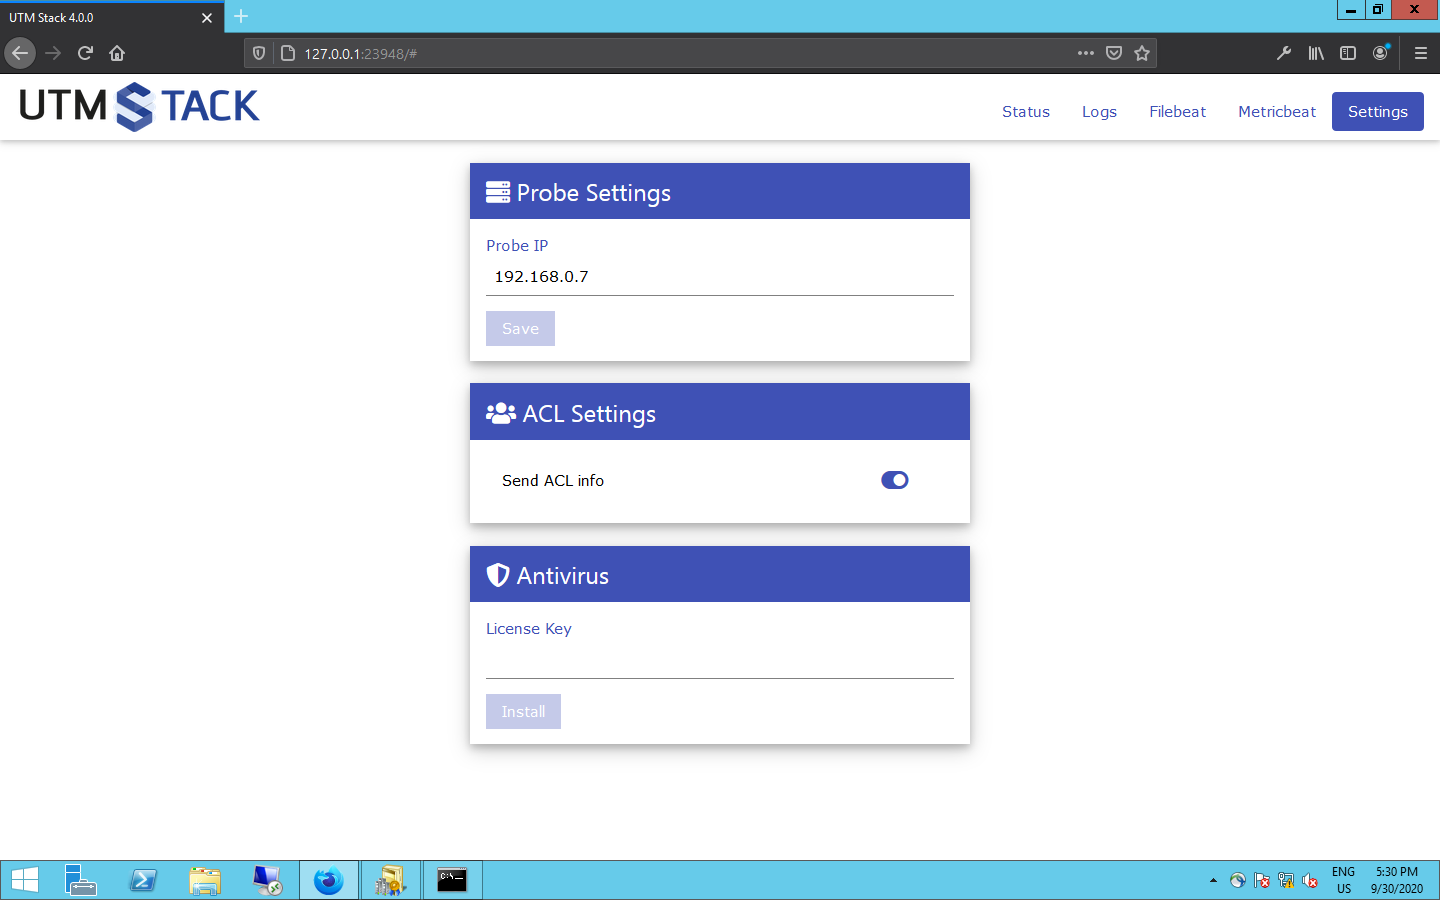 UTM Stack 4.0.0
127.0.0.1:23948/#
UTM STACK
Status Logs Filebeat Metricbeat Settings
Probe Settings
Probe IP
192.168.0.7
Save
ACL Settings
Send ACL info
Antivirus
License Key
Install
C:\_
ENG 5:30 PM
US 9/30/2020